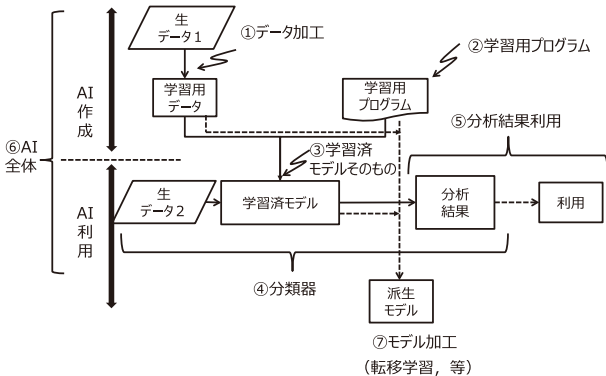 生
データ1
①データ加工
②学習用プログラム
学習用
データ
学習用
プログラム
AI
作
成
⑤分析結果利用
⑥AI
全体
③学習済
モデルそのもの
AI
利
用
生
データ2
学習済モデル
分析
結果
利用
④分類器
派生
モデル
⑦モデル加工
(転移学習,等)